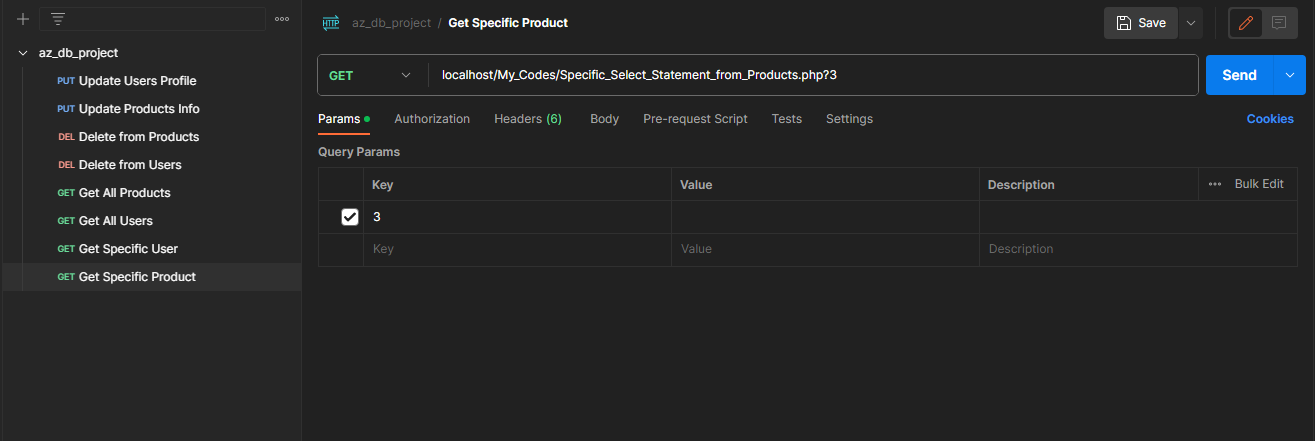 az_db_project
PUT Update Users Profile
PUT Update Products Info
DEL Delete from Products
DEL Delete from Users
GET Get All Products
GET Get All Users
GET Get Specific User
GET Get Specific Product
HTTP az_db_project / Get Specific Product
Save
GET localhost/My_Codes/Specific_Select_Statement_from_Products.php?3
Send
Params Authorization Headers (6) Body Pre-request Script Tests Settings Cookies
Query Params
Key Value Description Bulk Edit
3
Key Value Description